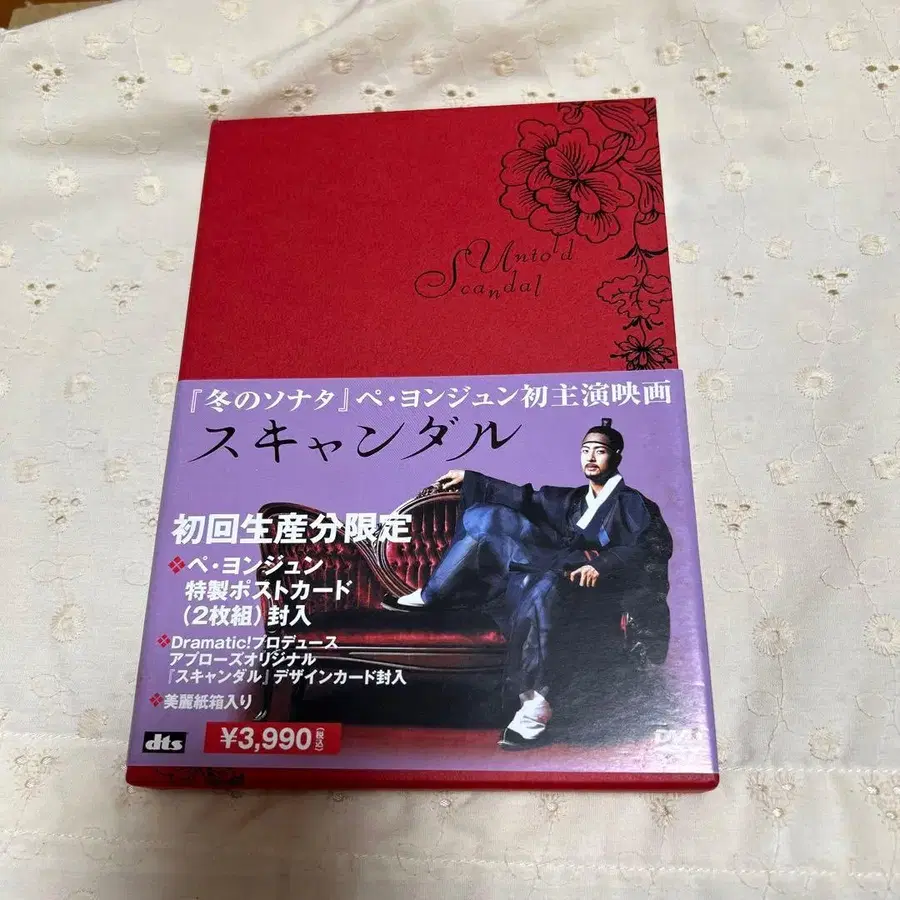 Untold
Scandal
『冬のソナタ』ペ・ヨンジュン初主演映画
スキャンダル
初回生産分限定
ペ・ヨンジュン
特製ポストカード
(2枚組)封入
Dramatic!プロデュース
アプローズオリジナル
『スキャンダル』デザインカード封入
美麗紙箱入り
dts
¥3,990(税込)
DVD